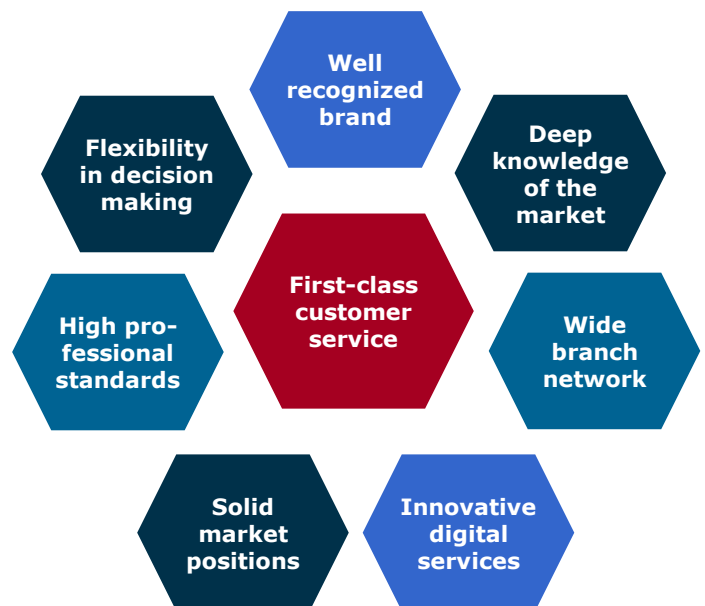 Well
recognized
brand
Flexibility
in decision
making
Deep
knowledge
of the
market
First-class
customer
service
High pro-
fessional
standards
Wide
branch
network
Solid
market
positions
Innovative
digital
services